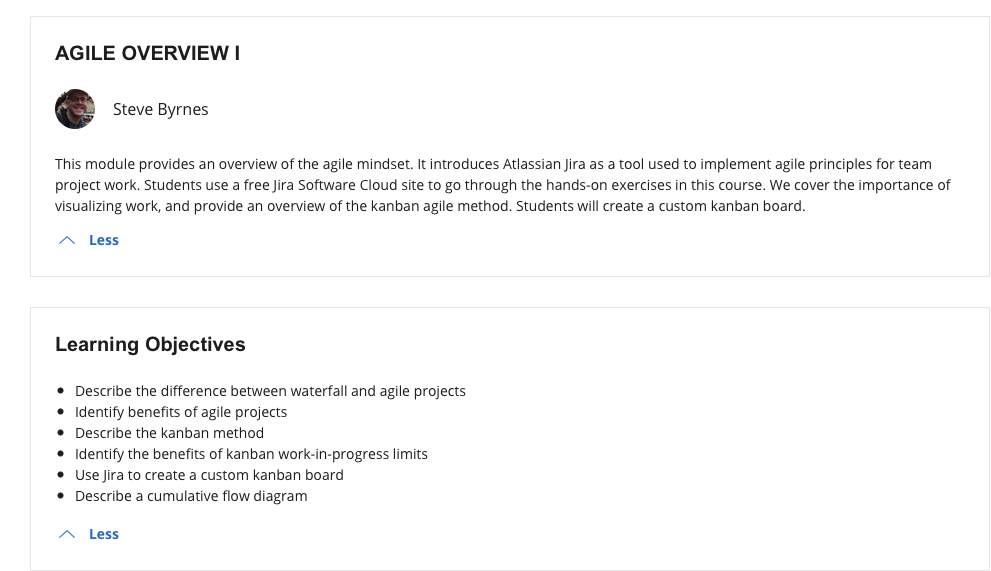 AGILE OVERVIEW I
Steve Byrnes
This module provides an overview of the agile mindset. It introduces Atlassian Jira as a tool used to implement agile principles for team
project work. Students use a free Jira Software Cloud site to go through the hands-on exercises in this course. We cover the importance of
visualizing work, and provide an overview of the kanban agile method. Students will create a custom kanban board.
Less
Learning Objectives
Describe the difference between waterfall and agile projects
Identify benefits of agile projects
Describe the kanban method
Identify the benefits of kanban work-in-progress limits
Use Jira to create a custom kanban board
Describe a cumulative flow diagram
Less